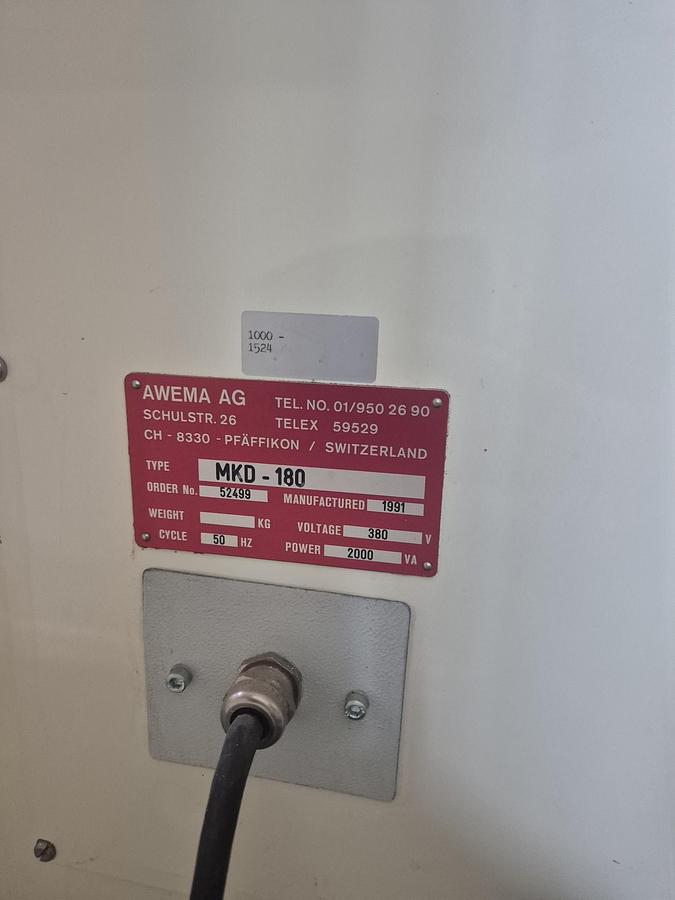 1000 -
1524
AWEMA AG TEL. NO. 01/950 26 90
SCHULSTR. 26 TELEX 59529
CH - 8330 - PFÄFFIKON / SWITZERLAND
TYPE MKD - 180
ORDER No. 52499 MANUFACTURED 1991
WEIGHT KG VOLTAGE 380 V
CYCLE 50 HZ POWER 2000 VA